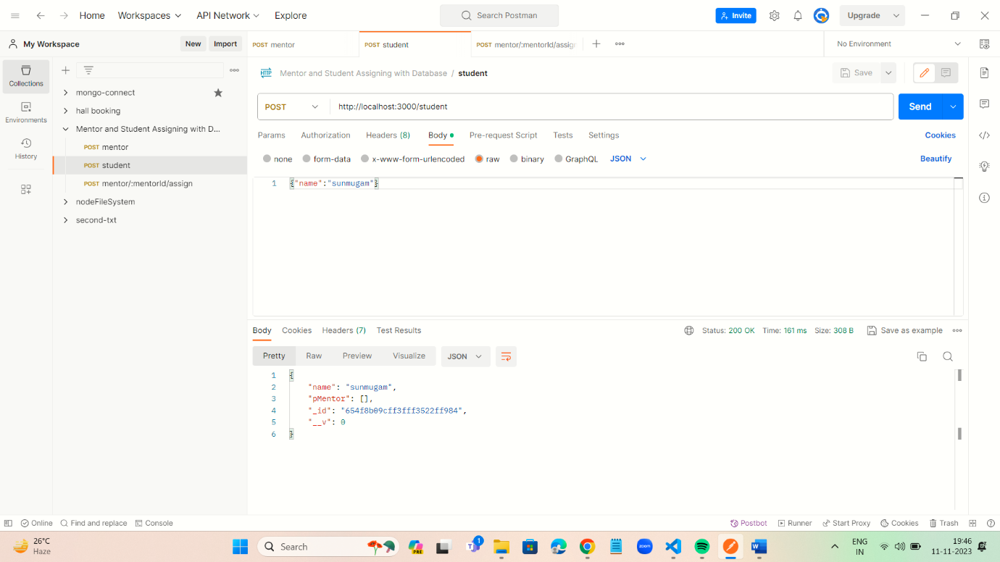 Home Workspaces API Network Explore Search Postman Invite Upgrade
My Workspace New Import POST mentor POST student POST mentor/:mentorId/assign No Environment
Collections
Environments
History
mongo-connect
hall booking
Mentor and Student Assigning with D...
POST mentor
POST student
POST mentor/:mentorId/assign
nodeFileSystem
second-txt
HTTP Mentor and Student Assigning with Database / student Save
POST http://localhost:3000/student Send
Params Authorization Headers (8) Body Pre-request Script Tests Settings Cookies
none form-data x-www-form-urlencoded raw binary GraphQL JSON Beautify
1 {"name":"sunmugam"}
Body Cookies Headers (7) Test Results Status: 200 OK Time: 161 ms Size: 308 B Save as example
Pretty Raw Preview Visualize JSON
1 {
2 "name": "sunmugam",
3 "pMentor": [],
4 "_id": "654f8b09cff3fff3522ff984",
5 "__v": 0
6 }
Online Find and replace Console Postbot Runner Start Proxy Cookies Trash
26°C
Haze
Search
PRE
1
zoom
ENG
IN
19:46
11-11-2023